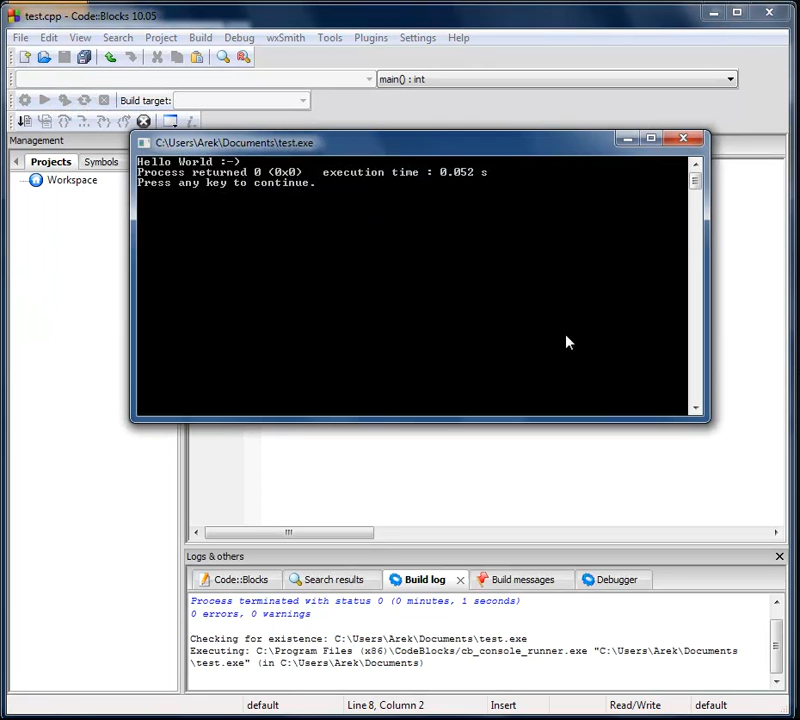 test.cpp - Code::Blocks 10.05
File Edit View Search Project Build Debug wxSmith Tools Plugins Settings Help
main() : int
Build target:
Management
Projects Symbols
Workspace
C:\Users\Arek\Documents\test.exe
Hello World :-)
Process returned 0 (0x0)   execution time : 0.052 s
Press any key to continue.
Logs & others
Code::Blocks Search results Build log Build messages Debugger
Process terminated with status 0 (0 minutes, 1 seconds)
0 errors, 0 warnings
Checking for existence: C:\Users\Arek\Documents\test.exe
Executing: C:\Program Files (x86)\CodeBlocks/cb_console_runner.exe "C:\Users\Arek\Documents
\test.exe" (in C:\Users\Arek\Documents)
default Line 8, Column 2 Insert Read/Write default